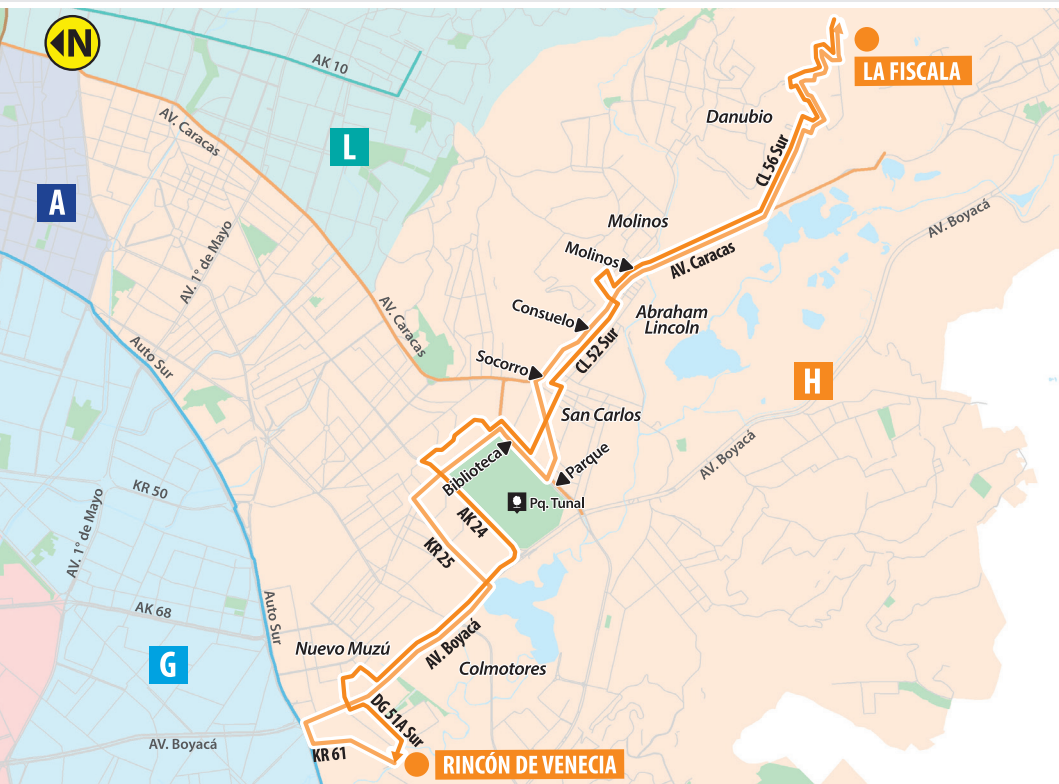 N
AK 10
LA FISCALA
AV. Caracas
Danubio
L
CL 56 Sur
A
AV. Boyacá
Molinos
AV. 1° de Mayo
Molinos
AV. Caracas
Consuelo
Abraham
Lincoln
AV. Caracas
Auto Sur
CL 52 Sur
Socorro
H
San Carlos
AV. Boyacá
Biblioteca
Parque
KR 50
Pq. Tunal
AV. 1° de Mayo
AK 24
KR 25
AK 68
Auto Sur
Nuevo Muzú
AV. Boyacá
Colmotores
G
DG 51A Sur
AV. Boyacá
KR 61
RINCÓN DE VENECIA